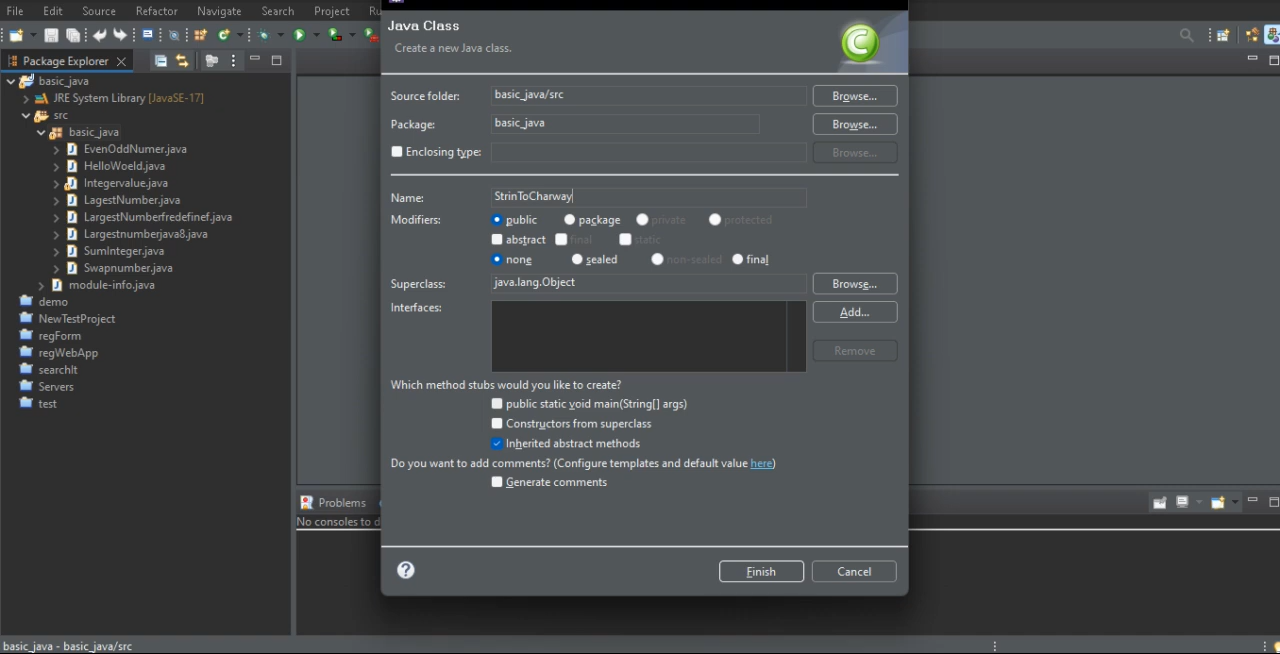 File Edit Source Refactor Navigate Search Project
Java Class
Create a new Java class.
Package Explorer
basic_java
JRE System Library [JavaSE-17]
src
basic_java
EvenOddNumer.java
HelloWoeld.java
Integervalue.java
LagestNumber.java
LargestNumberfredefinef.java
Largestnumberjava8.java
SumInteger.java
Swapnumber.java
module-info.java
demo
NewTestProject
regForm
regWebApp
searchIt
Servers
test
Source folder: basic_java/src Browse...
Package: basic_java Browse...
Enclosing type: Browse...
Name: StrinToCharway
Modifiers: public package private protected
abstract final static
none sealed non-sealed final
Superclass: java.lang.Object Browse...
Interfaces: Add...
Remove
Which method stubs would you like to create?
public static void main(String[] args)
Constructors from superclass
Inherited abstract methods
Do you want to add comments? (Configure templates and default value here)
Generate comments
Finish Cancel
Problems
No consoles to d
basic_java - basic_java/src